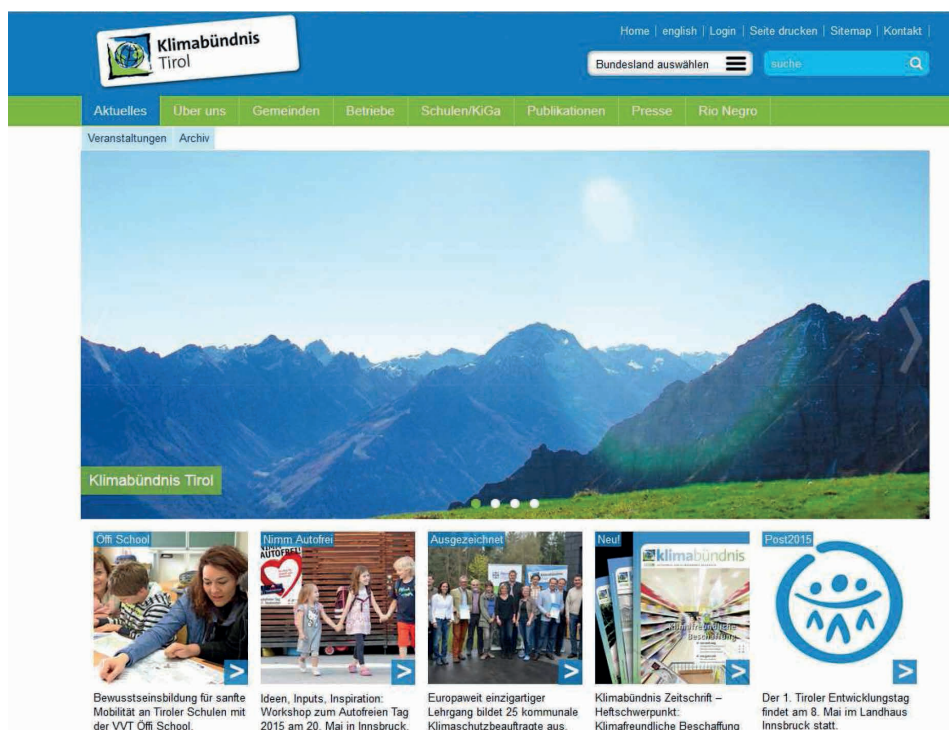 Klimabündnis
Tirol
Home | english | Login | Seite drucken | Sitemap | Kontakt |
Bundesland auswählen
suche
Aktuelles
Über uns
Gemeinden
Betriebe
Schulen/KiGa
Publikationen
Presse
Rio Negro
Veranstaltungen
Archiv
Klimabündnis Tirol
Öffi School
Bewusstseinsbildung für sanfte
Mobilität an Tiroler Schulen mit
der VVT Öffi School.
Nimm Autofrei
NIMM
AUTOFREI
Ideen, Inputs, Inspiration:
Workshop zum Autofreien Tag
2015 am 20. Mai in Innsbruck.
Ausgezeichnet
Europaweit einzigartiger
Lehrgang bildet 25 kommunale
Klimaschutzbeauftragte aus.
Neu!
klimabündnis
Klimafreundliche
Beschaffung
Klimabündnis Zeitschrift –
Heftschwerpunkt:
Klimafreundliche Beschaffung
Post2015
Der 1. Tiroler Entwicklungstag
findet am 8. Mai im Landhaus
Innsbruck statt.